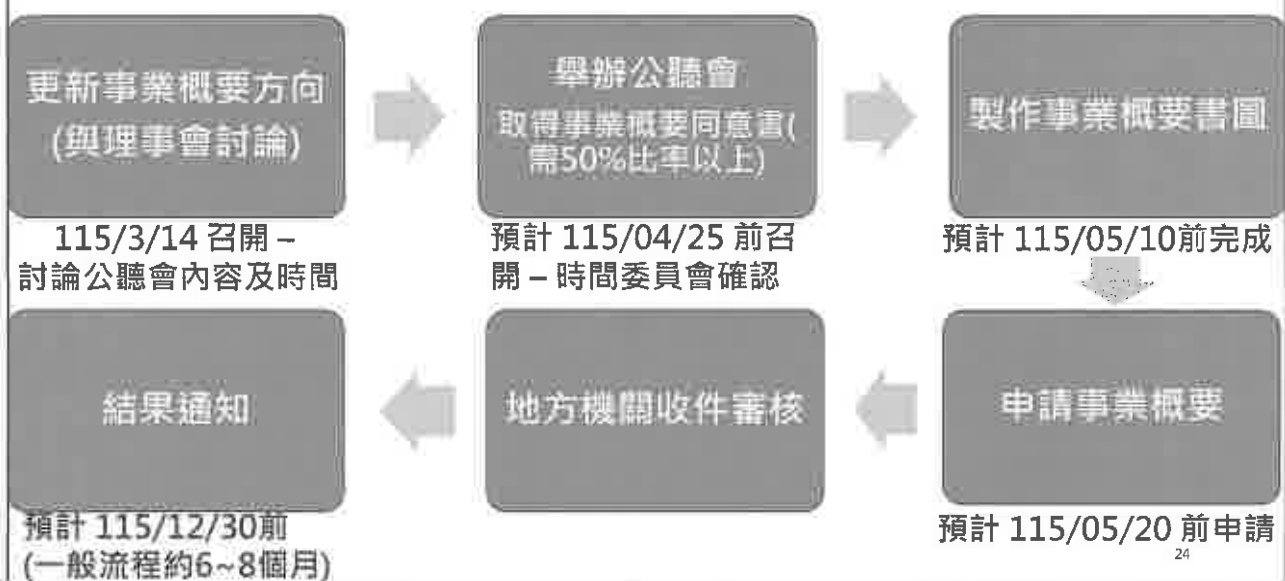 更新事業概要方向
(與理事會討論)
115/3/14 召開 –
討論公聽會內容及時間
舉辦公聽會
取得事業概要同意書(
需50%比率以上)
預計 115/04/25 前召
開 – 時間委員會確認
製作事業概要書圖
預計 115/05/10前完成
申請事業概要
預計 115/05/20 前申請
地方機關收件審核
結果通知
預計 115/12/30前
(一般流程約6~8個月)
24